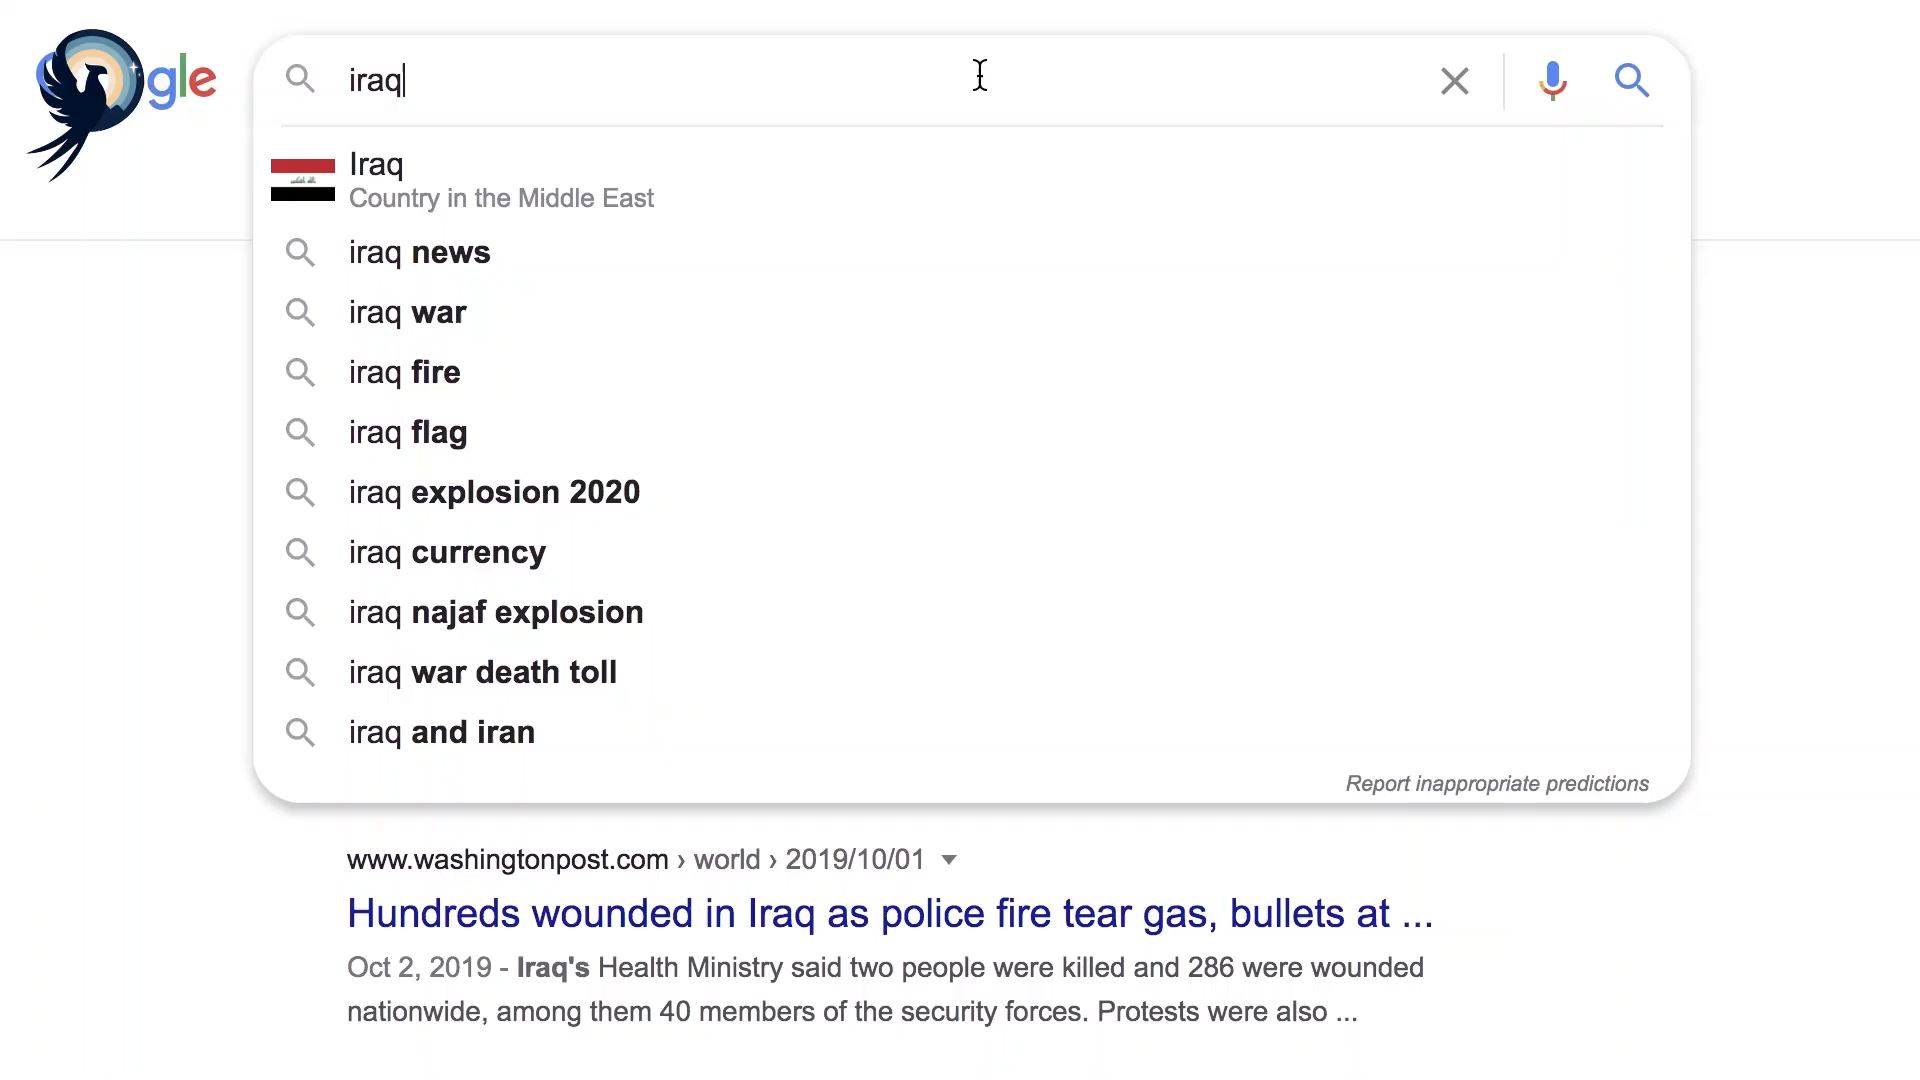 gle
iraq
Iraq
Country in the Middle East
iraq news
iraq war
iraq fire
iraq flag
iraq explosion 2020
iraq currency
iraq najaf explosion
iraq war death toll
iraq and iran
Report inappropriate predictions
www.washingtonpost.com › world › 2019/10/01
Hundreds wounded in Iraq as police fire tear gas, bullets at ...
Oct 2, 2019 - Iraq's Health Ministry said two people were killed and 286 were wounded
nationwide, among them 40 members of the security forces. Protests were also ...